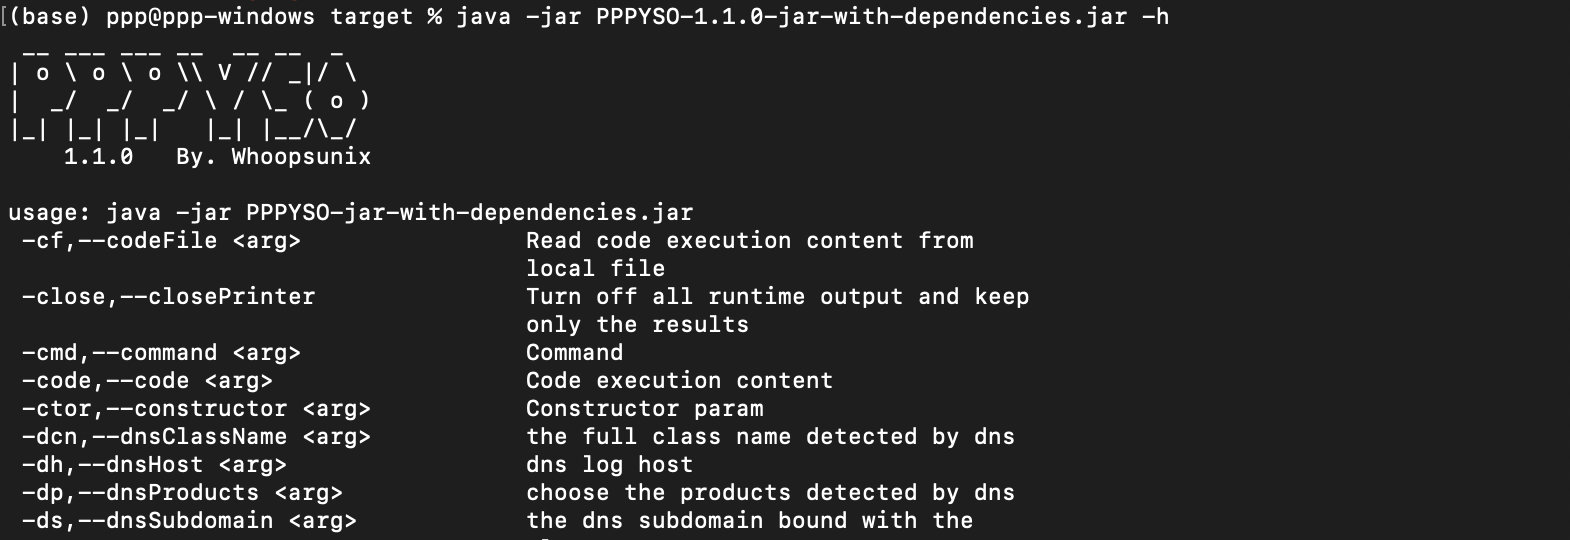 [(base) ppp@ppp-windows target % java -jar PPPYSO-1.1.0-jar-with-dependencies.jar -h
  __ ___ ___ __  __ __  _
| o \ o \ o \\ V // _|/ \
|  _/  _/  _/ \ / \_ ( o )
|_| |_| |_|   |_| |__/\_/
    1.1.0   By. Whoopsunix
usage: java -jar PPPYSO-jar-with-dependencies.jar
 -cf,--codeFile <arg>                Read code execution content from
                                     local file
 -close,--closePrinter               Turn off all runtime output and keep
                                     only the results
 -cmd,--command <arg>                Command
 -code,--code <arg>                  Code execution content
 -ctor,--constructor <arg>           Constructor param
 -dcn,--dnsClassName <arg>           the full class name detected by dns
 -dh,--dnsHost <arg>                 dns log host
 -dp,--dnsProducts <arg>             choose the products detected by dns
 -ds,--dnsSubdomain <arg>            the dns subdomain bound with the